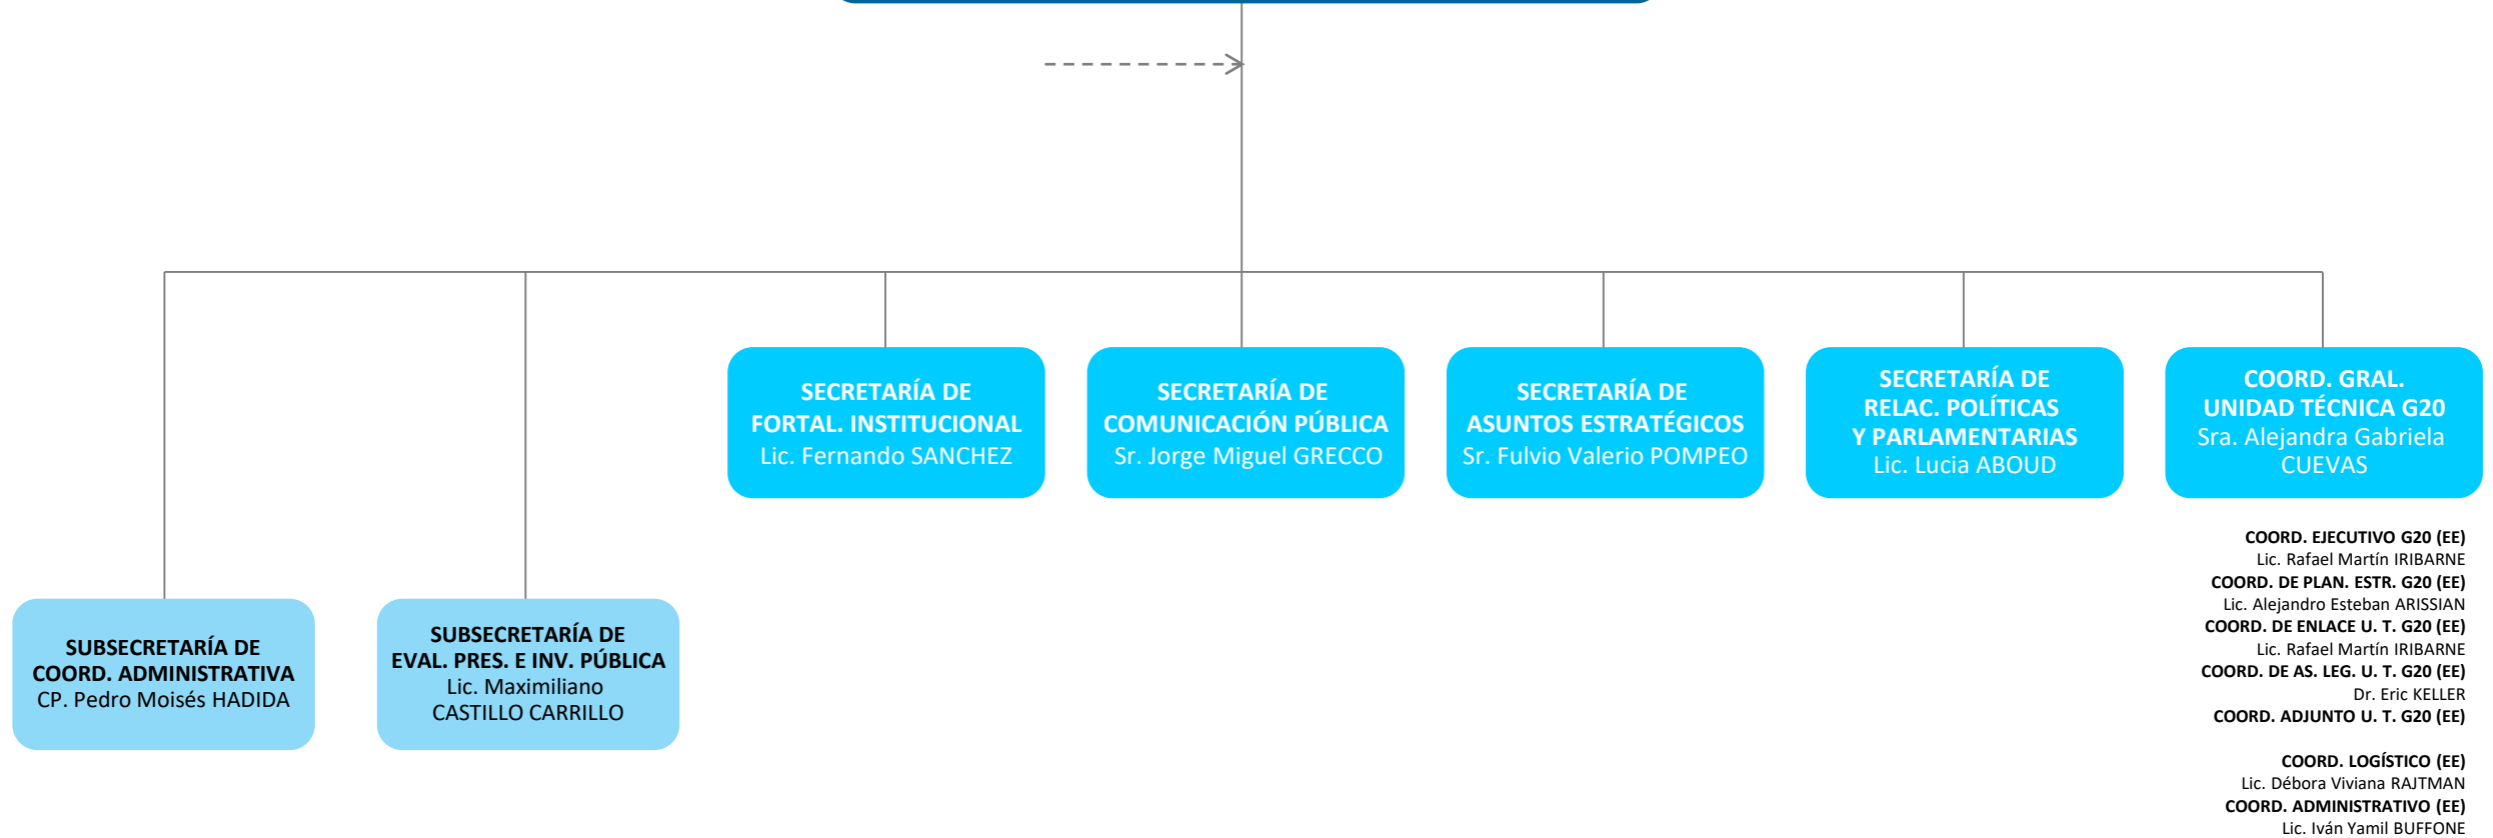 SECRETARÍA DE
FORTAL. INSTITUCIONAL
Lic. Fernando SANCHEZ
SECRETARÍA DE
COMUNICACIÓN PÚBLICA
Sr. Jorge Miguel GRECCO
SECRETARÍA DE
ASUNTOS ESTRATÉGICOS
Sr. Fulvio Valerio POMPEO
SECRETARÍA DE
RELAC. POLÍTICAS
Y PARLAMENTARIAS
Lic. Lucia ABOUD
COORD. GRAL.
UNIDAD TÉCNICA G20
Sra. Alejandra Gabriela
CUEVAS
COORD. EJECUTIVO G20 (EE)
Lic. Rafael Martín IRIBARNE
COORD. DE PLAN. ESTR. G20 (EE)
Lic. Alejandro Esteban ARISSIAN
COORD. DE ENLACE U. T. G20 (EE)
Lic. Rafael Martín IRIBARNE
COORD. DE AS. LEG. U. T. G20 (EE)
Dr. Eric KELLER
COORD. ADJUNTO U. T. G20 (EE)
COORD. LOGÍSTICO (EE)
Lic. Débora Viviana RAJTMAN
COORD. ADMINISTRATIVO (EE)
Lic. Iván Yamil BUFFONE
SUBSECRETARÍA DE
COORD. ADMINISTRATIVA
CP. Pedro Moisés HADIDA
SUBSECRETARÍA DE
EVAL. PRES. E INV. PÚBLICA
Lic. Maximiliano
CASTILLO CARRILLO